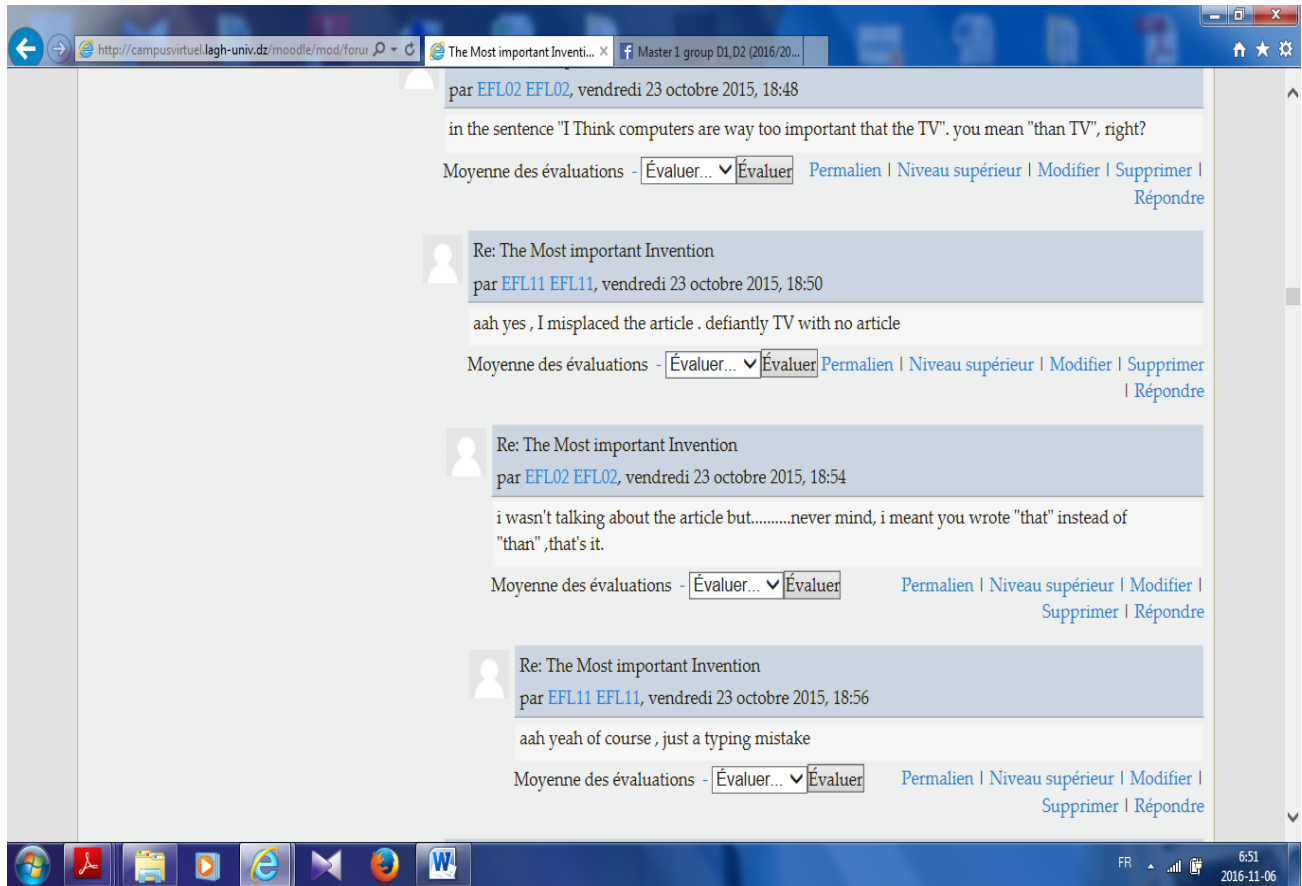 http://campusvirtuel.lagh-univ.dz/moodle/mod/forur
The Most important Inventi...
Master 1 group D1,D2 (2016/20...
par EFL02 EFL02, vendredi 23 octobre 2015, 18:48
in the sentence "I Think computers are way too important that the TV". you mean "than TV", right?
Moyenne des évaluations - Évaluer... Évaluer Permalien | Niveau supérieur | Modifier | Supprimer |
Répondre
Re: The Most important Invention
par EFL11 EFL11, vendredi 23 octobre 2015, 18:50
aah yes , I misplaced the article . defiantly TV with no article
Moyenne des évaluations - Évaluer... Évaluer Permalien | Niveau supérieur | Modifier | Supprimer
| Répondre
Re: The Most important Invention
par EFL02 EFL02, vendredi 23 octobre 2015, 18:54
i wasn't talking about the article but..........never mind, i meant you wrote "that" instead of
"than" ,that's it.
Moyenne des évaluations - Évaluer... Évaluer Permalien | Niveau supérieur | Modifier |
Supprimer | Répondre
Re: The Most important Invention
par EFL11 EFL11, vendredi 23 octobre 2015, 18:56
aah yeah of course , just a typing mistake
Moyenne des évaluations - Évaluer... Évaluer Permalien | Niveau supérieur | Modifier |
Supprimer | Répondre
FR
6:51
2016-11-06